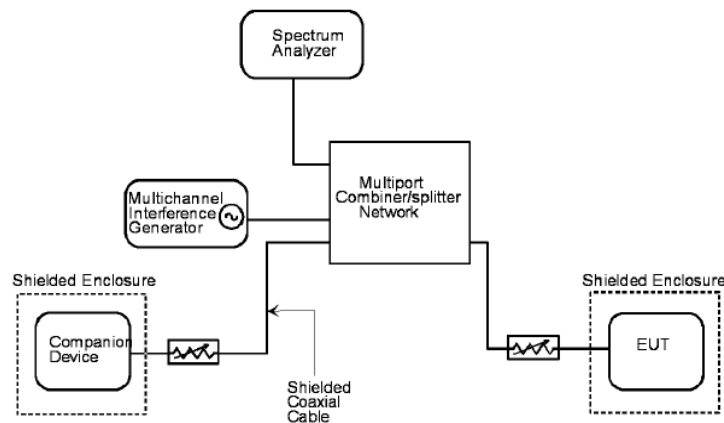 Spectrum
Analyzer
Multiport
Combiner/splitter
Network
Multichannel
Interference
Generator
Shielded Enclosure
Companion
Device
Shielded
Coaxial
Cable
Shielded Enclosure
EUT